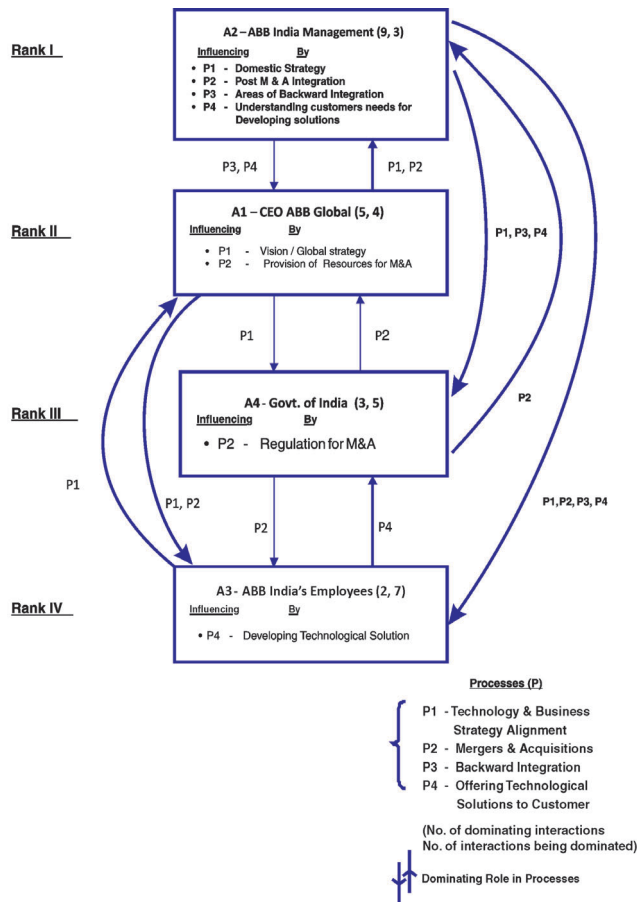 Rank I
A2 – ABB India Management (9, 3)
Influencing By
• P1 - Domestic Strategy
• P2 - Post M & A Integration
• P3 - Areas of Backward Integration
• P4 - Understanding customers needs for
Developing solutions
P3, P4
P1, P2
Rank II
A1 – CEO ABB Global (5, 4)
Influencing By
• P1 - Vision / Global strategy
• P2 - Provision of Resources for M&A
P1, P3, P4
P1
P2
Rank III
A4 - Govt. of India (3, 5)
Influencing By
• P2 - Regulation for M&A
P2
P1
P1, P2
P2
P4
P1, P2, P3, P4
Rank IV
A3 - ABB India's Employees (2, 7)
Influencing By
• P4 - Developing Technological Solution
Processes (P)
P1 - Technology & Business
Strategy Alignment
P2 - Mergers & Acquisitions
P3 - Backward Integration
P4 - Offering Technological
Solutions to Customer
(No. of dominating interactions
No. of interactions being dominated)
Dominating Role in Processes